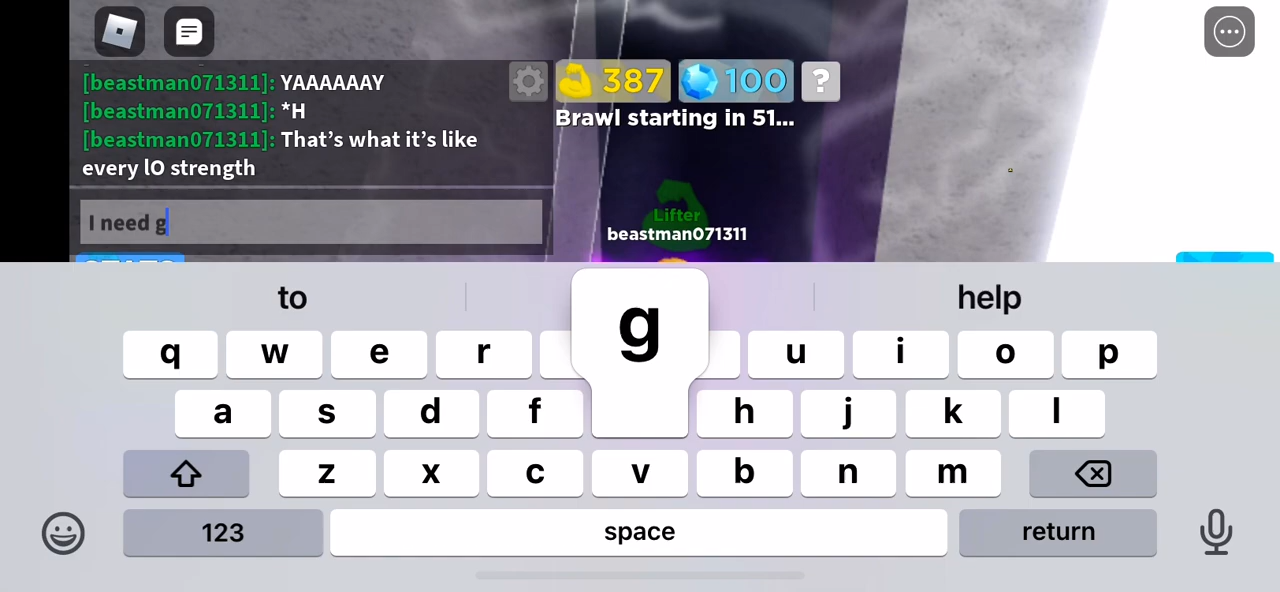 [beastman071311]: YAAAAAAY
387
100
?
[beastman071311]: *H
Brawl starting in 51...
[beastman071311]: That’s what it’s like
every lO strength
I need g
Lifter
beastman071311
to
help
g
q w e r u i o p
a s d f h j k l
z x c v b n m
123
space
return